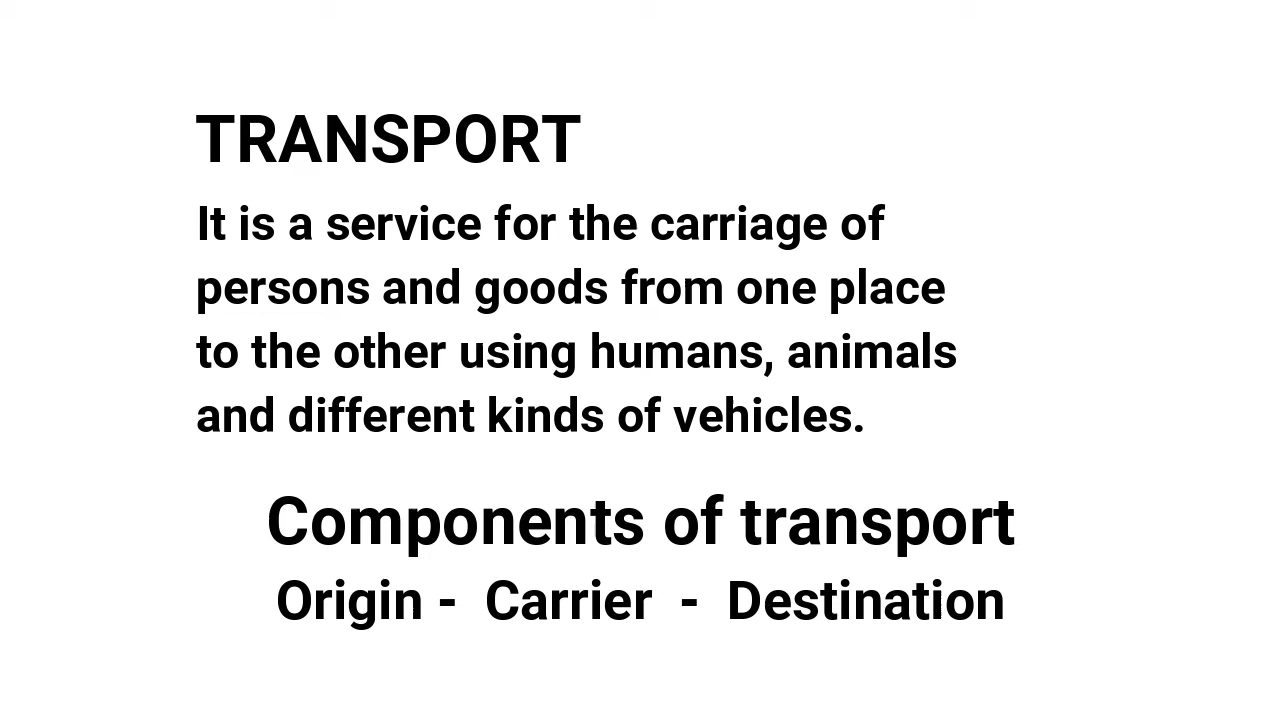 TRANSPORT
It is a service for the carriage of
persons and goods from one place
to the other using humans, animals
and different kinds of vehicles.
Components of transport
Origin -  Carrier  -  Destination